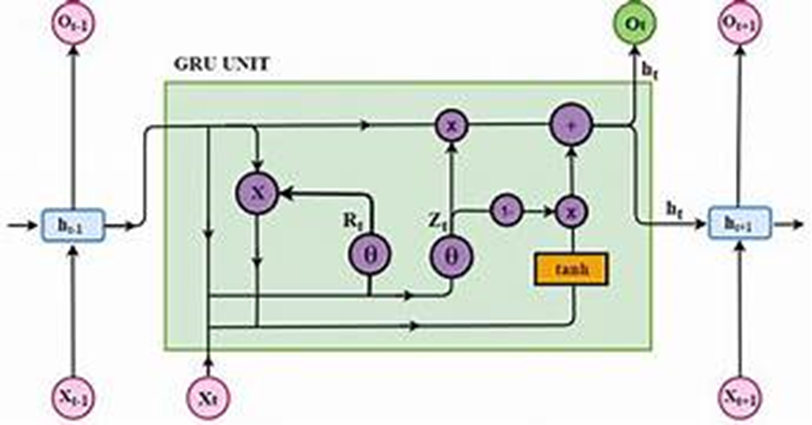 Oₜ₋₁
Oₜ
Oₜ₊₁
GRU UNIT
hₜ
X
+
X
Rₜ
Zₜ
1-
X
hₜ
hₜ₋₁
hₜ₊₁
θ
θ
tanh
Xₜ₋₁
Xₜ
Xₜ₊₁